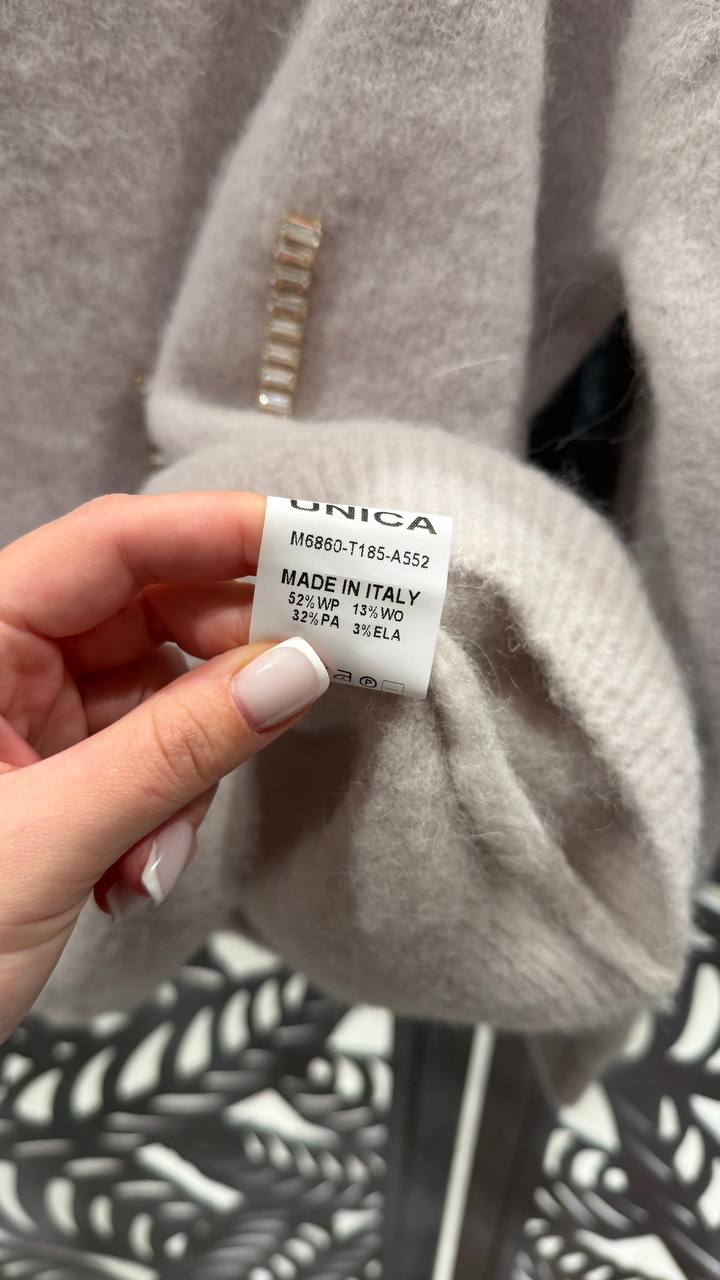 UNICA
M6860-T185-A552
MADE IN ITALY
52%WP 13%WO
32%PA 3%ELA
P